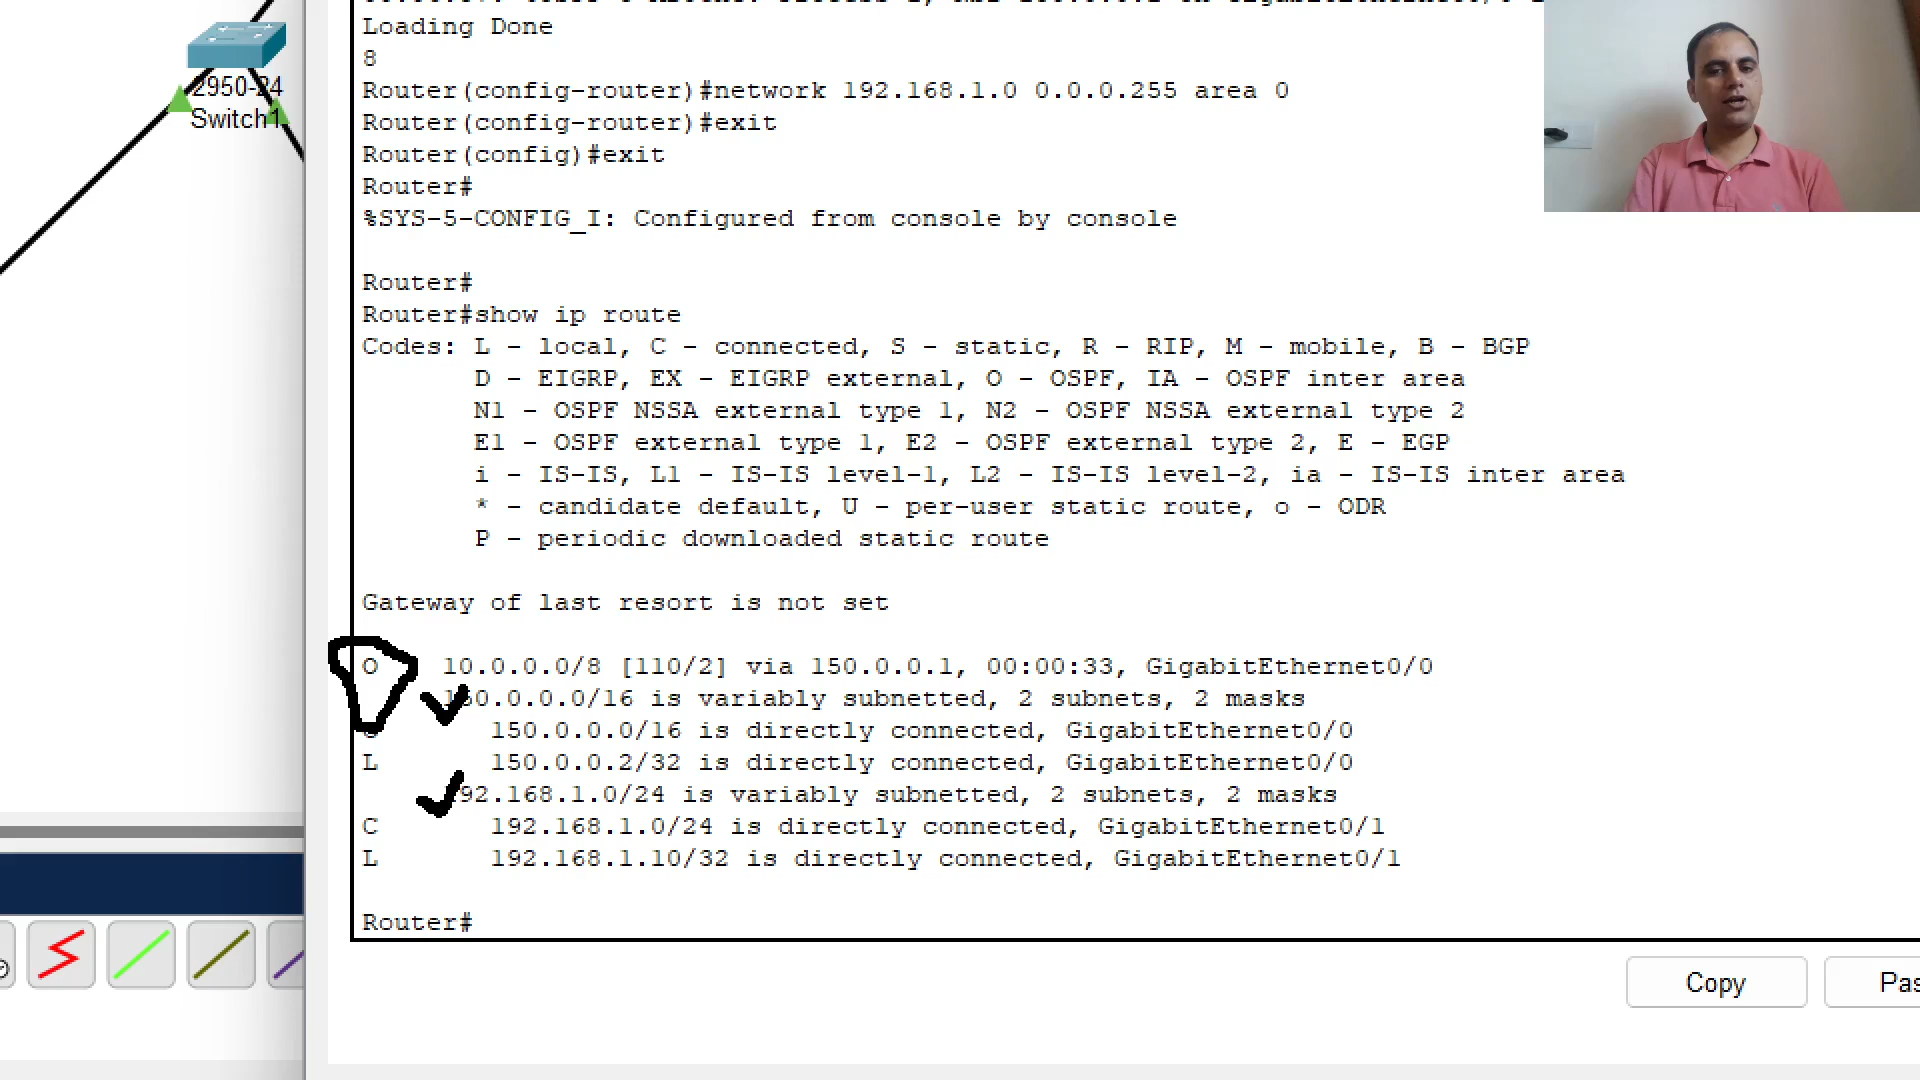 Loading Done
8
Router(config-router)#network 192.168.1.0 0.0.0.255 area 0
Router(config-router)#exit
Router(config)#exit
Router#
%SYS-5-CONFIG_I: Configured from console by console
Router#
Router#show ip route
Codes: L - local, C - connected, S - static, R - RIP, M - mobile, B - BGP
D - EIGRP, EX - EIGRP external, O - OSPF, IA - OSPF inter area
N1 - OSPF NSSA external type 1, N2 - OSPF NSSA external type 2
E1 - OSPF external type 1, E2 - OSPF external type 2, E - EGP
i - IS-IS, L1 - IS-IS level-1, L2 - IS-IS level-2, ia - IS-IS inter area
* - candidate default, U - per-user static route, o - ODR
P - periodic downloaded static route
Gateway of last resort is not set
O 10.0.0.0/8 [110/2] via 150.0.0.1, 00:00:33, GigabitEthernet0/0
150.0.0.0/16 is variably subnetted, 2 subnets, 2 masks
150.0.0.0/16 is directly connected, GigabitEthernet0/0
L 150.0.0.2/32 is directly connected, GigabitEthernet0/0
192.168.1.0/24 is variably subnetted, 2 subnets, 2 masks
C 192.168.1.0/24 is directly connected, GigabitEthernet0/1
L 192.168.1.10/32 is directly connected, GigabitEthernet0/1
Router#
2950-24
Switch1
Copy